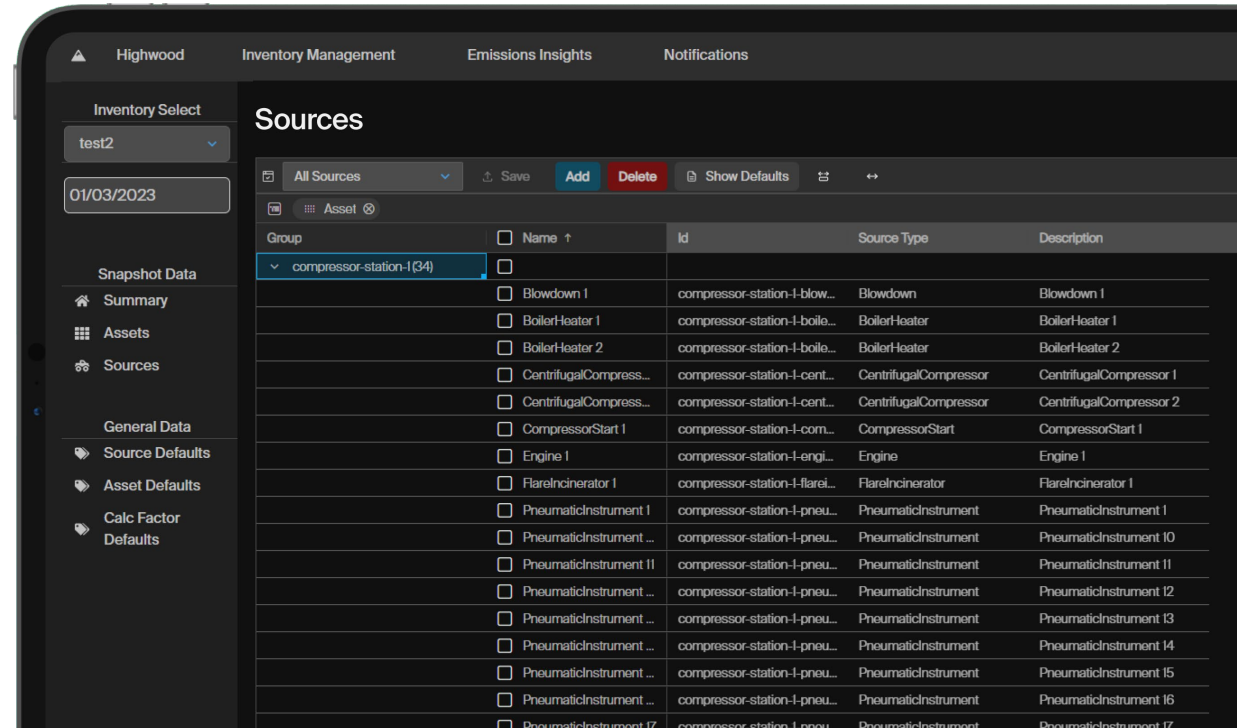 Highwood Inventory Management Emissions Insights Notifications
Inventory Select
test2
01/03/2023
Snapshot Data
Summary
Assets
Sources
General Data
Source Defaults
Asset Defaults
Calc Factor
Defaults
Sources
All Sources Save Add Delete Show Defaults
Asset
Group Name ↑ Id Source Type Description
compressor-station-1 (34)
Blowdown 1 compressor-station-1-blow... Blowdown Blowdown 1
BoilerHeater 1 compressor-station-1-boile... BoilerHeater BoilerHeater 1
BoilerHeater 2 compressor-station-1-boile... BoilerHeater BoilerHeater 2
CentrifugalCompress... compressor-station-1-cent... CentrifugalCompressor CentrifugalCompressor 1
CentrifugalCompress... compressor-station-1-cent... CentrifugalCompressor CentrifugalCompressor 2
CompressorStart 1 compressor-station-1-com... CompressorStart CompressorStart 1
Engine 1 compressor-station-1-engi... Engine Engine 1
FlareIncinerator 1 compressor-station-1-flarei... FlareIncinerator FlareIncinerator 1
PneumaticInstrument 1 compressor-station-1-pneu... PneumaticInstrument PneumaticInstrument 1
PneumaticInstrument ... compressor-station-1-pneu... PneumaticInstrument PneumaticInstrument 10
PneumaticInstrument 11 compressor-station-1-pneu... PneumaticInstrument PneumaticInstrument 11
PneumaticInstrument ... compressor-station-1-pneu... PneumaticInstrument PneumaticInstrument 12
PneumaticInstrument ... compressor-station-1-pneu... PneumaticInstrument PneumaticInstrument 13
PneumaticInstrument ... compressor-station-1-pneu... PneumaticInstrument PneumaticInstrument 14
PneumaticInstrument ... compressor-station-1-pneu... PneumaticInstrument PneumaticInstrument 15
PneumaticInstrument ... compressor-station-1-pneu... PneumaticInstrument PneumaticInstrument 16
PneumaticInstrument 17 compressor-station-1-pneu... PneumaticInstrument PneumaticInstrument 17